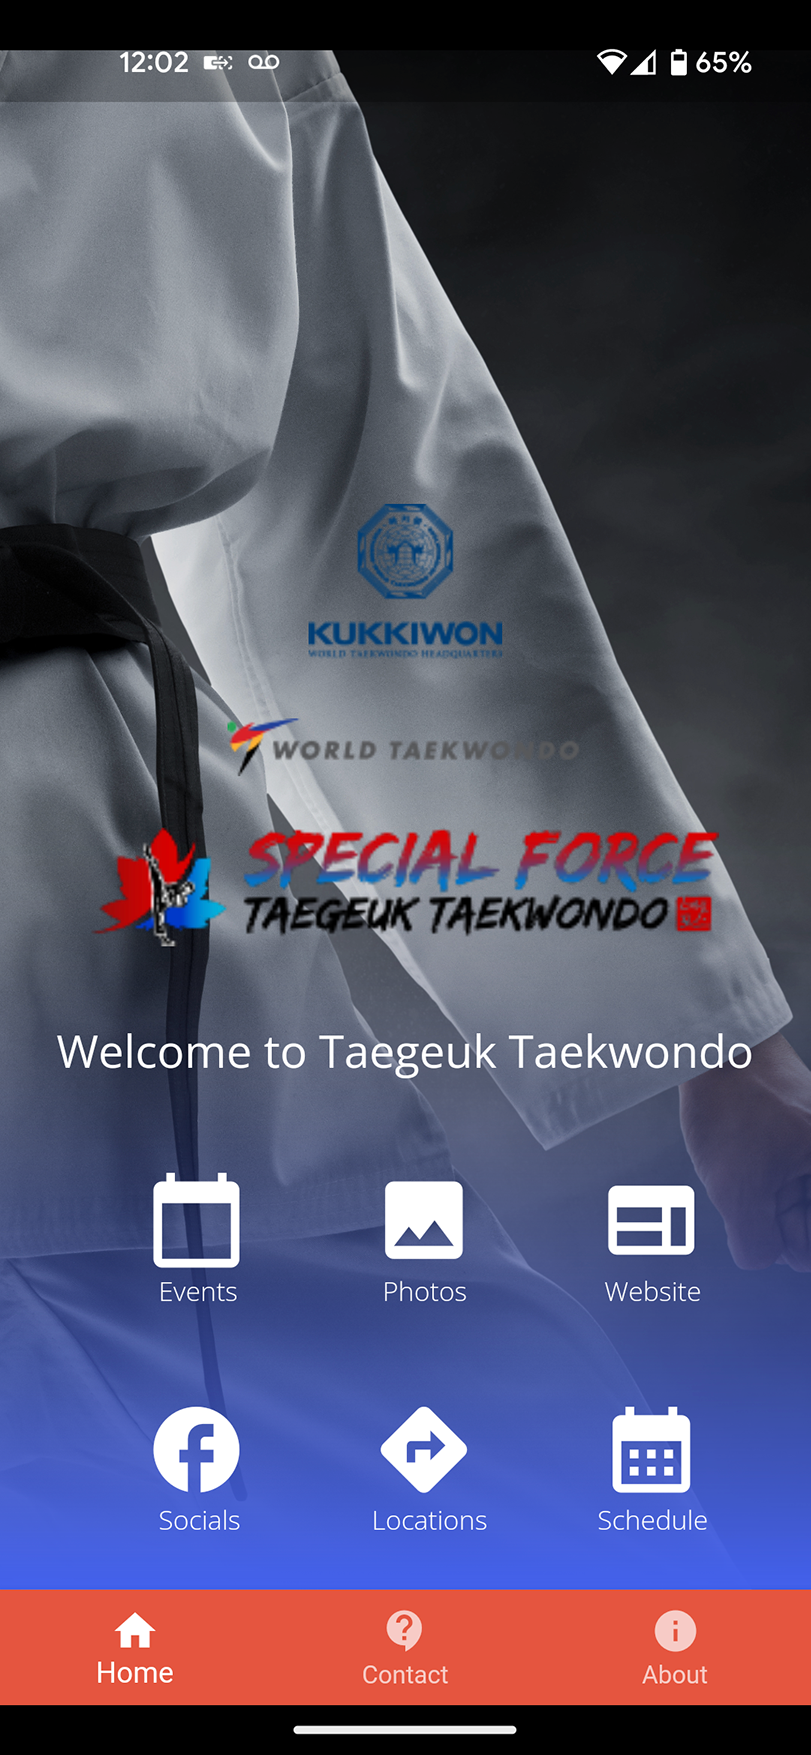 12:02
65%
KUKKIWON
WORLD TAEKWONDO HEADQUARTERS
WORLD TAEKWONDO
SPECIAL FORCE
TAEGEUK TAEKWONDO
Welcome to Taegeuk Taekwondo
Events
Photos
Website
Socials
Locations
Schedule
Home
Contact
About